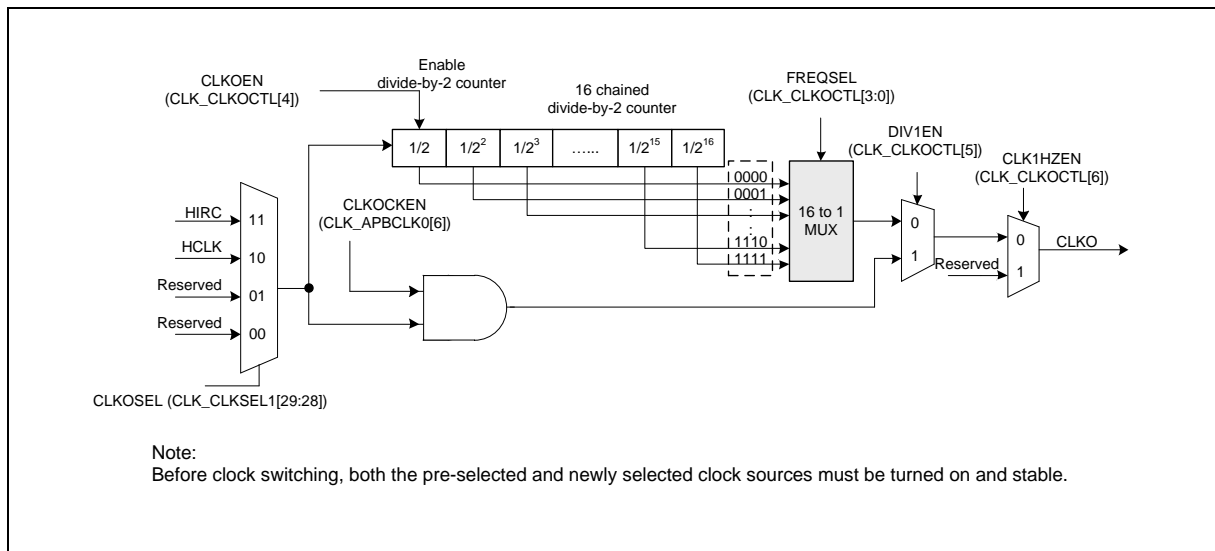 Enable
divide-by-2 counter
CLKOEN
(CLK_CLKOCTL[4])
16 chained
divide-by-2 counter
FREQSEL
(CLK_CLKOCTL[3:0])
DIV1EN
(CLK_CLKOCTL[5])
CLK1HZEN
(CLK_CLKOCTL[6])
1/2 1/2² 1/2³ …... 1/2¹⁵ 1/2¹⁶
0000
0001
:
:
1110
1111
16 to 1
MUX
CLKOCKEN
(CLK_APBCLK0[6])
HIRC 11
HCLK 10
Reserved 01
Reserved 00
0
1
0
Reserved 1
CLKO
CLKOSEL (CLK_CLKSEL1[29:28])
Note:
Before clock switching, both the pre-selected and newly selected clock sources must be turned on and stable.